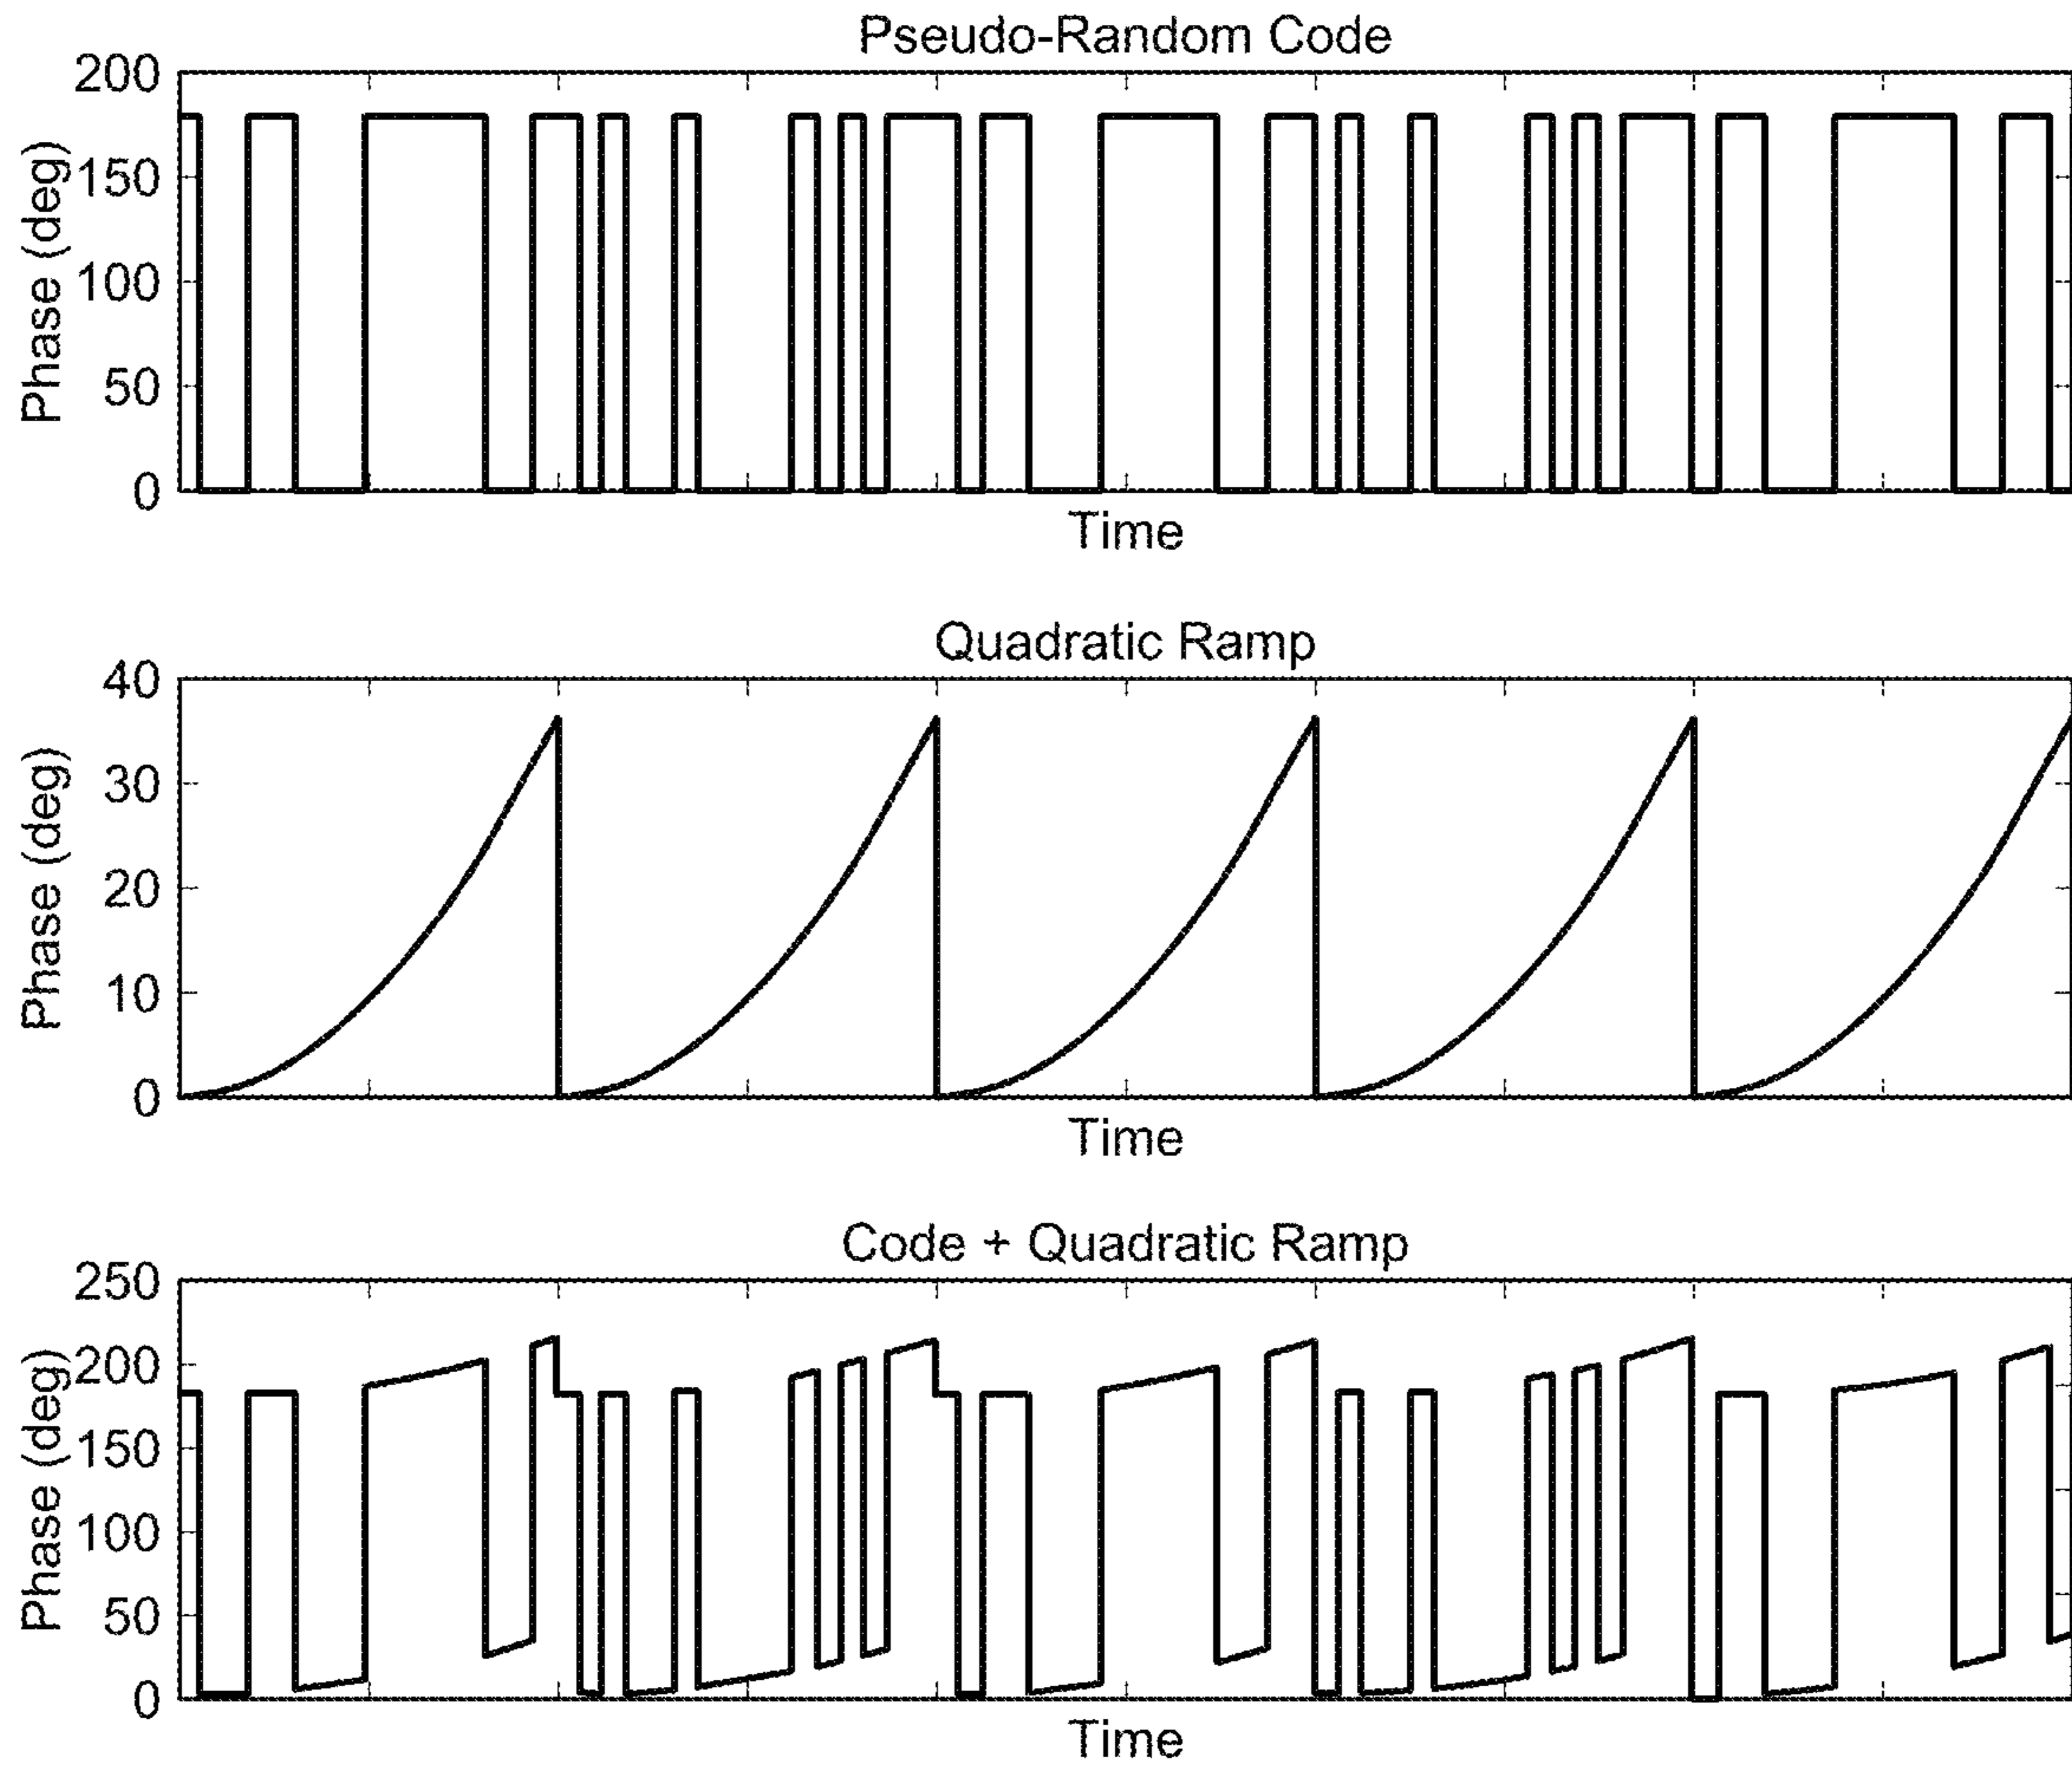 Pseudo-Random Code
200
150
100
50
0
Phase (deg)
Time
Quadratic Ramp
40
30
20
10
0
Phase (deg)
Time
Code + Quadratic Ramp
250
200
150
100
50
0
Phase (deg)
Time